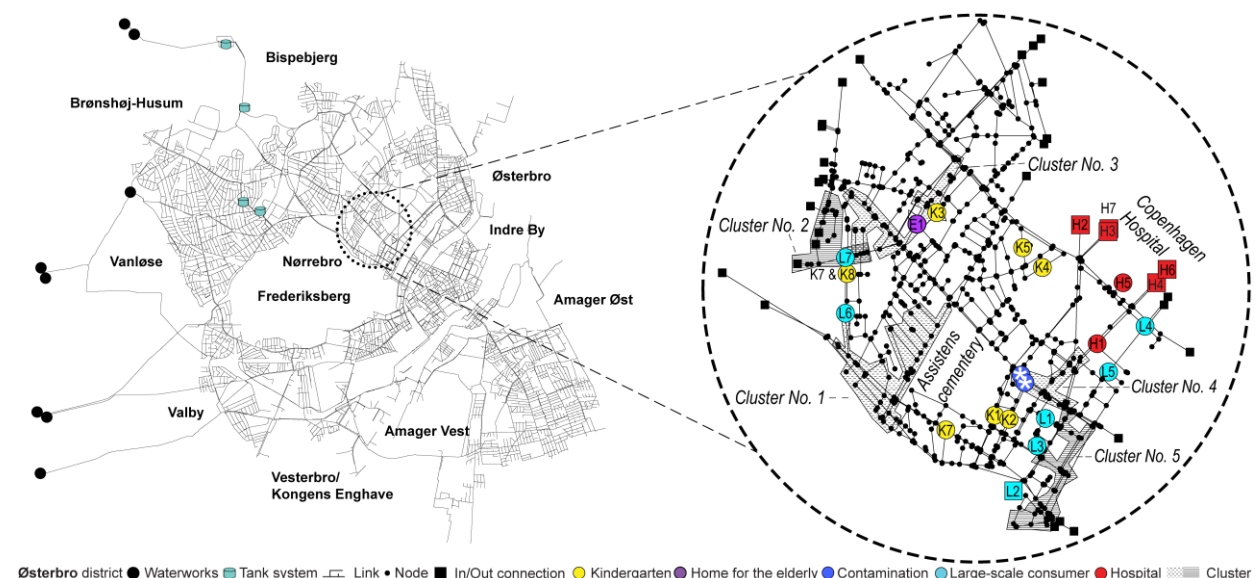 Bispebjerg
Brønshøj-Husum
Østerbro
Indre By
Vanløse
Nørrebro
Frederiksberg
Amager Øst
Valby
Amager Vest
Vesterbro/
Kongens Enghave
Cluster No. 3
H7
H2
H3
Copenhagen
Hospital
K3
E1
Cluster No. 2
K5
K4
L7
K7 &
K8
H6
H5
H4
L6
L4
H1
Assistens
cementery
L5
Cluster No. 4
Cluster No. 1
K1
K2
L1
K7
L3
Cluster No. 5
L2
Østerbro district Waterworks Tank system Link Node In/Out connection Kindergarten Home for the elderly Contamination Large-scale consumer Hospital Cluster